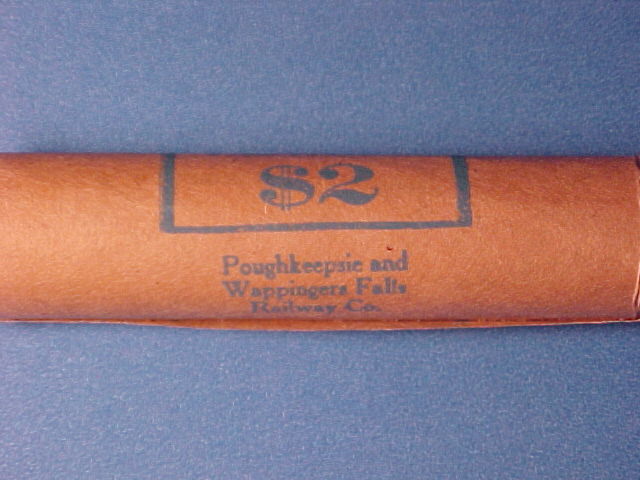 $2
Poughkeepsie and
Wappingers Falls
Railway Co.